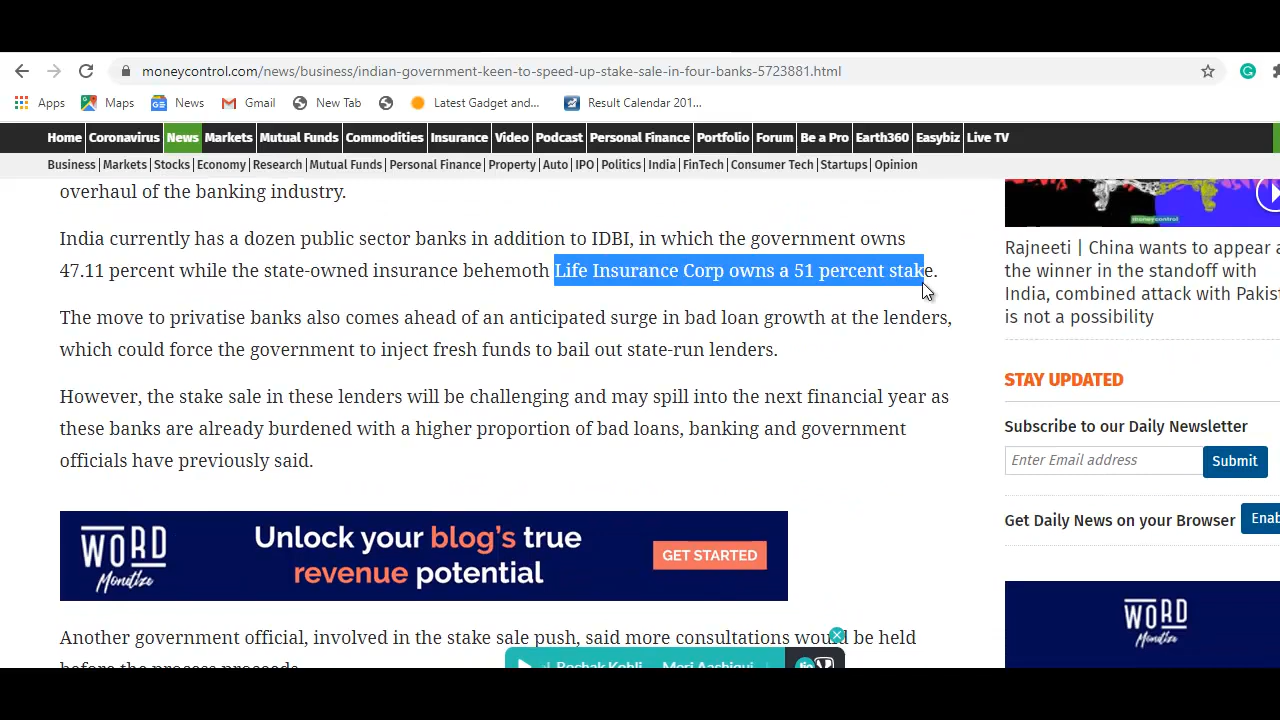 moneycontrol.com/news/business/indian-government-keen-to-speed-up-stake-sale-in-four-banks-5723881.html
Apps Maps News Gmail New Tab Latest Gadget and... Result Calendar 201...
Home Coronavirus News Markets Mutual Funds Commodities Insurance Video Podcast Personal Finance Portfolio Forum Be a Pro Earth360 Easybiz Live TV
Business | Markets | Stocks | Economy | Research | Mutual Funds | Personal Finance | Property | Auto | IPO | Politics | India | FinTech | Consumer Tech | Startups | Opinion
overhaul of the banking industry.
India currently has a dozen public sector banks in addition to IDBI, in which the government owns
47.11 percent while the state-owned insurance behemoth Life Insurance Corp owns a 51 percent stake.
The move to privatise banks also comes ahead of an anticipated surge in bad loan growth at the lenders,
which could force the government to inject fresh funds to bail out state-run lenders.
However, the stake sale in these lenders will be challenging and may spill into the next financial year as
these banks are already burdened with a higher proportion of bad loans, banking and government
officials have previously said.
WORD
Monetize
Unlock your blog's true
revenue potential
GET STARTED
Another government official, involved in the stake sale push, said more consultations would be held
before the process proceeds.
Rochak Kohli Meri Aashiqui
moneycontrol
Rajneeti | China wants to appear a
the winner in the standoff with
India, combined attack with Pakis
is not a possibility
STAY UPDATED
Subscribe to our Daily Newsletter
Enter Email address Submit
Get Daily News on your Browser Enab
WORD
Monetize